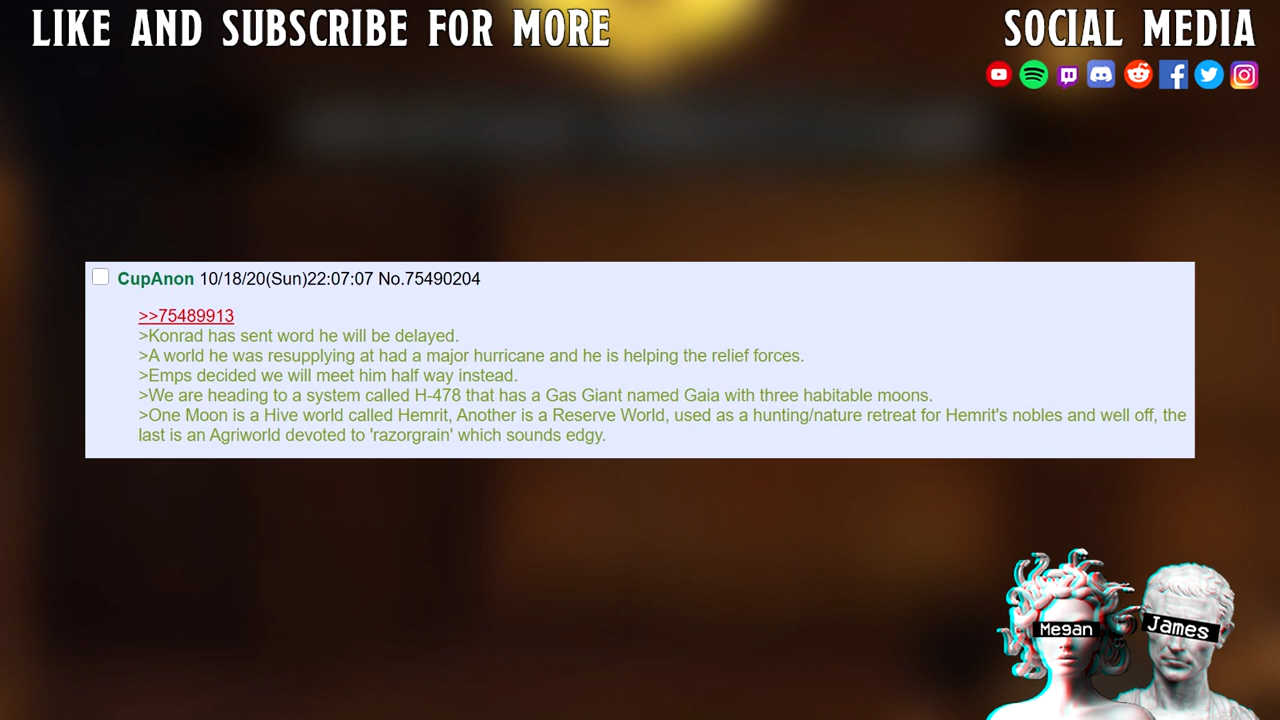 LIKE AND SUBSCRIBE FOR MORE
SOCIAL MEDIA
CupAnon 10/18/20(Sun)22:07:07 No.75490204
>>75489913
>Konrad has sent word he will be delayed.
>A world he was resupplying at had a major hurricane and he is helping the relief forces.
>Emps decided we will meet him half way instead.
>We are heading to a system called H-478 that has a Gas Giant named Gaia with three habitable moons.
>One Moon is a Hive world called Hemrit, Another is a Reserve World, used as a hunting/nature retreat for Hemrit's nobles and well off, the
last is an Agriworld devoted to 'razorgrain' which sounds edgy.
Megan
James